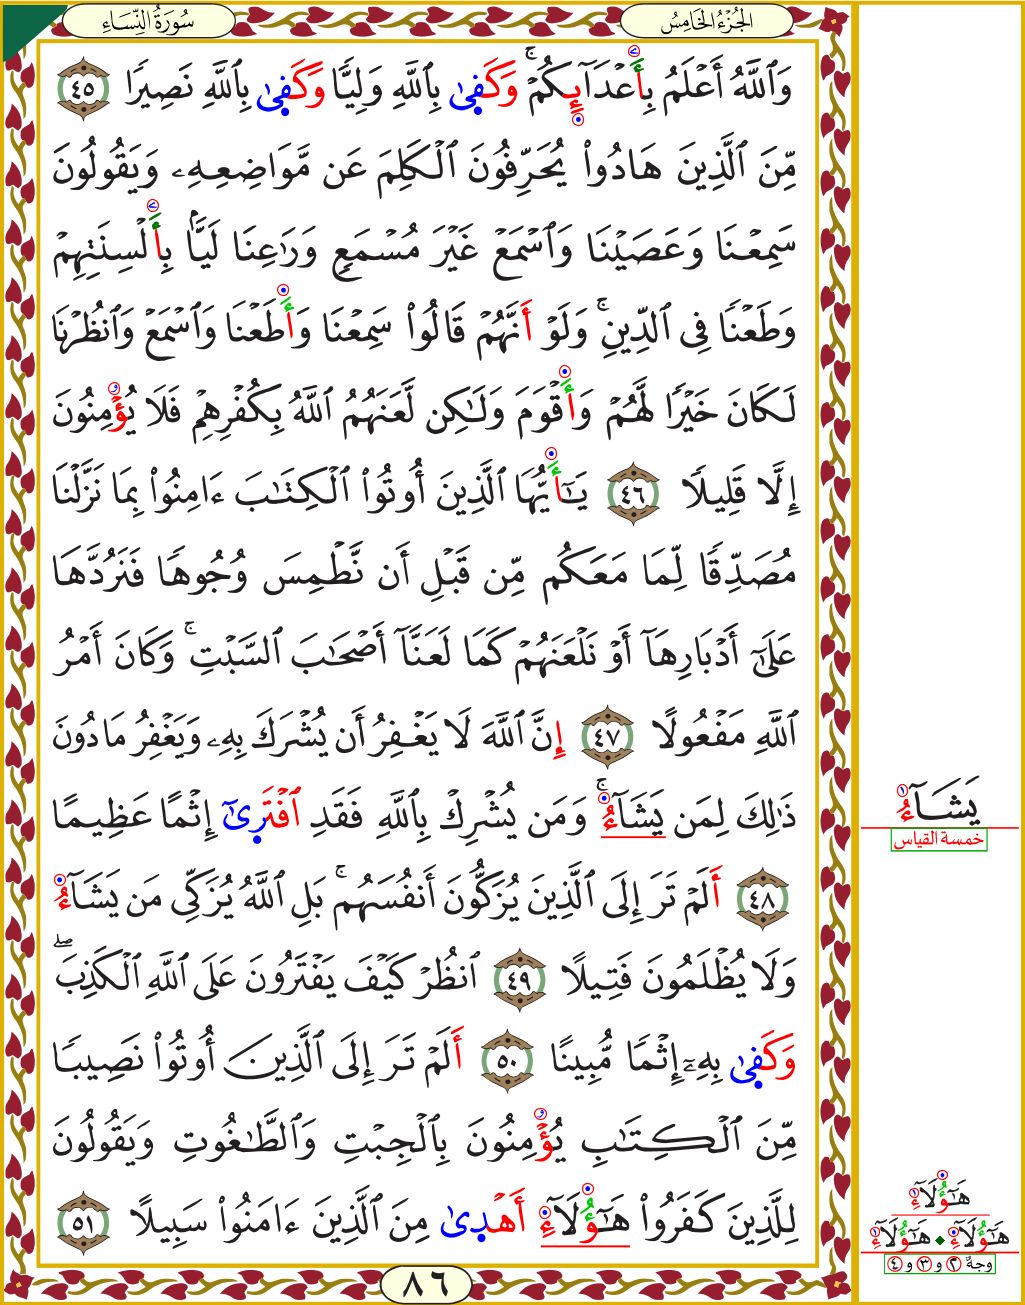 الجُزْءُ الخَامِسُ
سُورَةُ النِّسَاءِ
وَٱللَّهُ أَعْلَمُ بِأَعْدَآئِكُمْ ۚ وَكَفَىٰ بِٱللَّهِ وَلِيًّا وَكَفَىٰ بِٱللَّهِ نَصِيرًا ٤٥
مِّنَ ٱلَّذِينَ هَادُوا۟ يُحَرِّفُونَ ٱلْكَلِمَ عَن مَّوَاضِعِهِۦ وَيَقُولُونَ
سَمِعْنَا وَعَصَيْنَا وَٱسْمَعْ غَيْرَ مُسْمَعٍ وَرَٰعِنَا لَيًّۢا بِأَلْسِنَتِهِمْ
وَطَعْنًا فِى ٱلدِّينِ ۚ وَلَوْ أَنَّهُمْ قَالُوا۟ سَمِعْنَا وَأَطَعْنَا وَٱسْمَعْ وَٱنظُرْنَا
لَكَانَ خَيْرًا لَّهُمْ وَأَقْوَمَ وَلَٰكِن لَّعَنَهُمُ ٱللَّهُ بِكُفْرِهِمْ فَلَا يُؤْمِنُونَ
إِلَّا قَلِيلًا ٤٦ يَٰٓأَيُّهَا ٱلَّذِينَ أُوتُوا۟ ٱلْكِتَٰبَ ءَامِنُوا۟ بِمَا نَزَّلْنَا
مُصَدِّقًا لِّمَا مَعَكُم مِّن قَبْلِ أَن نَّطْمِسَ وُجُوهًا فَنَرُدَّهَا
عَلَىٰٓ أَدْبَارِهَآ أَوْ نَلْعَنَهُمْ كَمَا لَعَنَّآ أَصْحَٰبَ ٱلسَّبْتِ ۚ وَكَانَ أَمْرُ
ٱللَّهِ مَفْعُولًا ٤٧ إِنَّ ٱللَّهَ لَا يَغْفِرُ أَن يُشْرَكَ بِهِۦ وَيَغْفِرُ مَا دُونَ
ذَٰلِكَ لِمَن يَشَآءُ ۚ وَمَن يُشْرِكْ بِٱللَّهِ فَقَدِ ٱفْتَرَىٰٓ إِثْمًا عَظِيمًا
٤٨ أَلَمْ تَرَ إِلَى ٱلَّذِينَ يُزَكُّونَ أَنفُسَهُم ۚ بَلِ ٱللَّهُ يُزَكِّى مَن يَشَآءُ
وَلَا يُظْلَمُونَ فَتِيلًا ٤٩ ٱنظُرْ كَيْفَ يَفْتَرُونَ عَلَى ٱللَّهِ ٱلْكَذِبَ ۖ
وَكَفَىٰ بِهِۦٓ إِثْمًا مُّبِينًا ٥٠ أَلَمْ تَرَ إِلَى ٱلَّذِينَ أُوتُوا۟ نَصِيبًا
مِّنَ ٱلْكِتَٰبِ يُؤْمِنُونَ بِٱلْجِبْتِ وَٱلطَّٰغُوتِ وَيَقُولُونَ
لِلَّذِينَ كَفَرُوا۟ هَٰٓؤُلَآءِ أَهْدَىٰ مِنَ ٱلَّذِينَ ءَامَنُوا۟ سَبِيلًا ٥١
٨٦
يَشَآءُ
خمسة القياس
هَٰٓؤُلَآءِ
هَٰٓؤُلَآءِ ◆ هَٰٓؤُلَآءِ
وجهٌ ٢ و ٣ و ٤